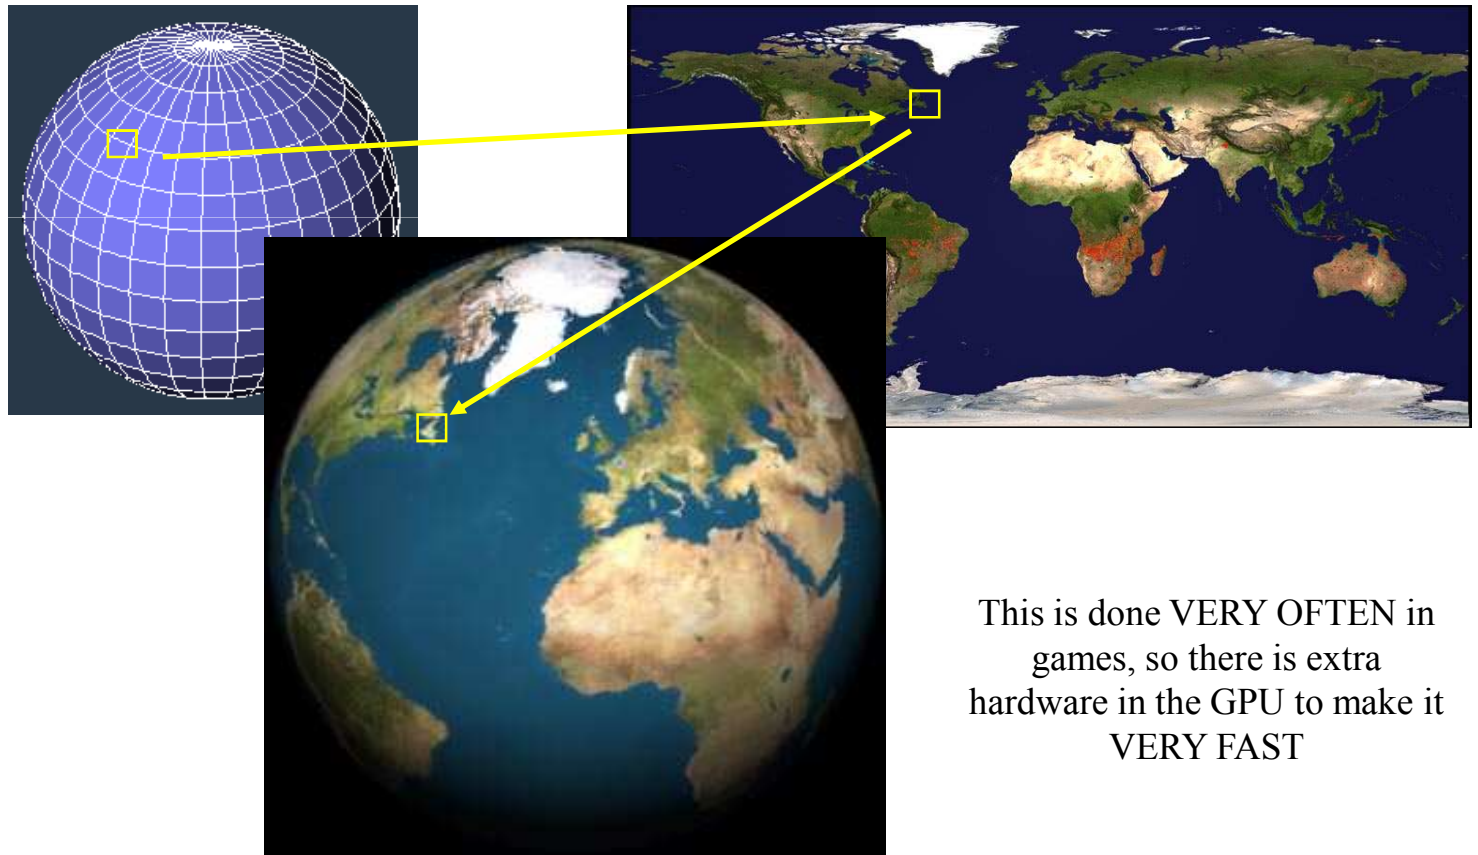 This is done VERY OFTEN in
games, so there is extra
hardware in the GPU to make it
VERY FAST